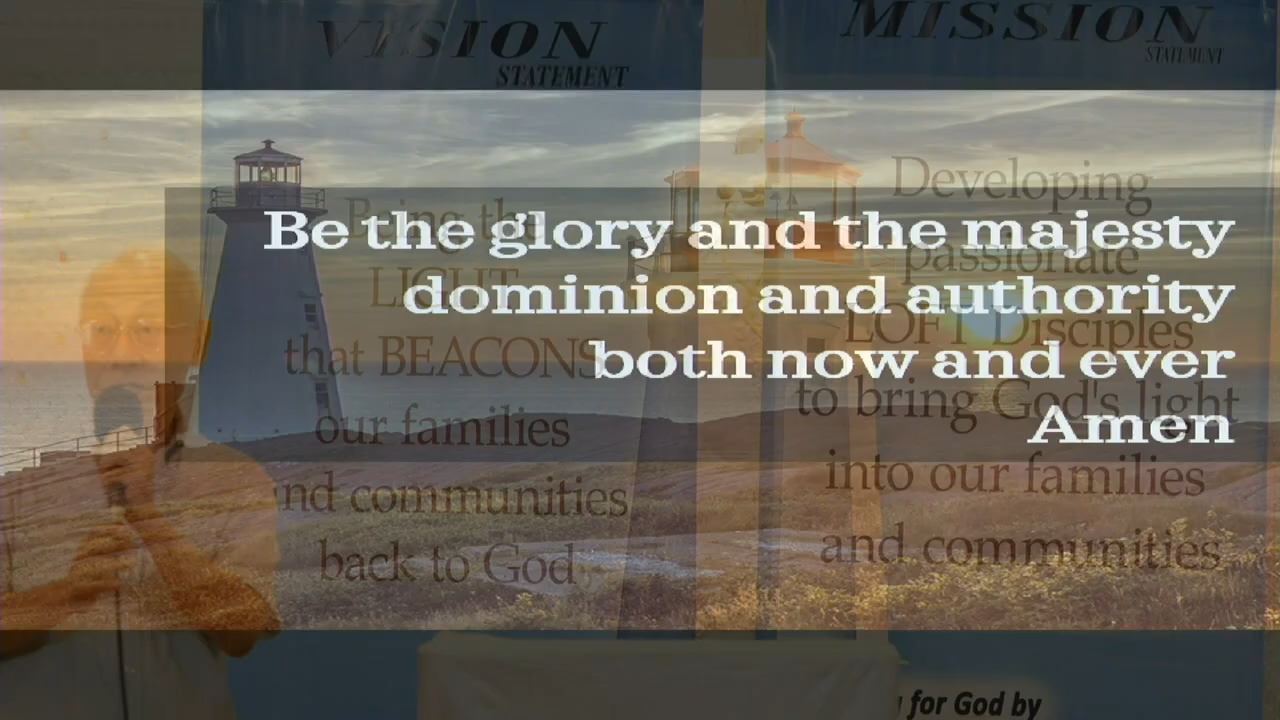 VISION
STATEMENT
Being the
LIGHT
that BEACONS
our families
nd communities
back to God
MISSION
STATEMENT
Developing
passionate
LOFT Disciples
to bring God's light
into our families
and communities
Be the glory and the majesty
dominion and authority
both now and ever
Amen
for God by